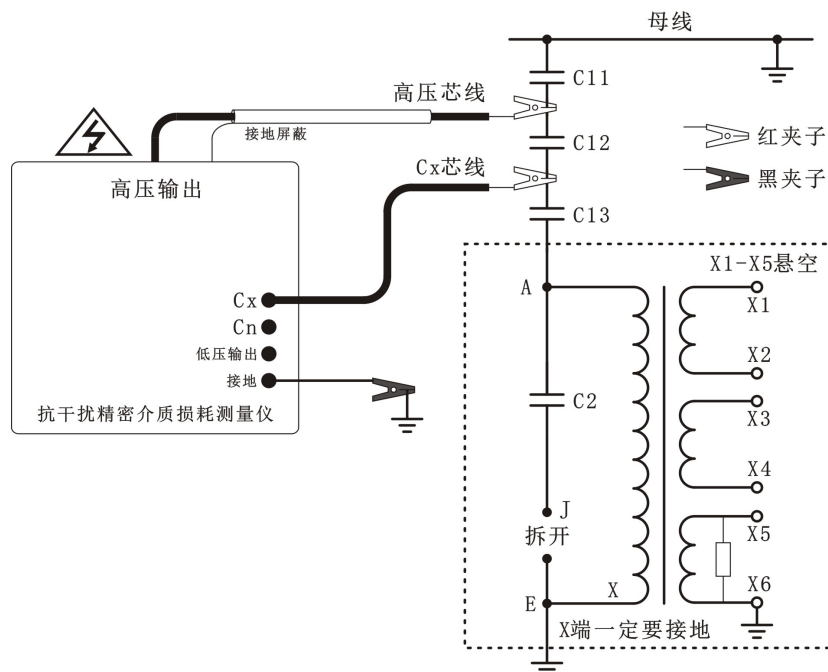 母线
C11
高压芯线
接地屏蔽
C12
红夹子
Cx芯线
黑夹子
高压输出
C13
X1-X5悬空
A
X1
Cx
Cn
X2
低压输出
接地
C2
X3
抗干扰精密介质损耗测量仪
X4
J
X5
拆开
X6
X
E
X端一定要接地